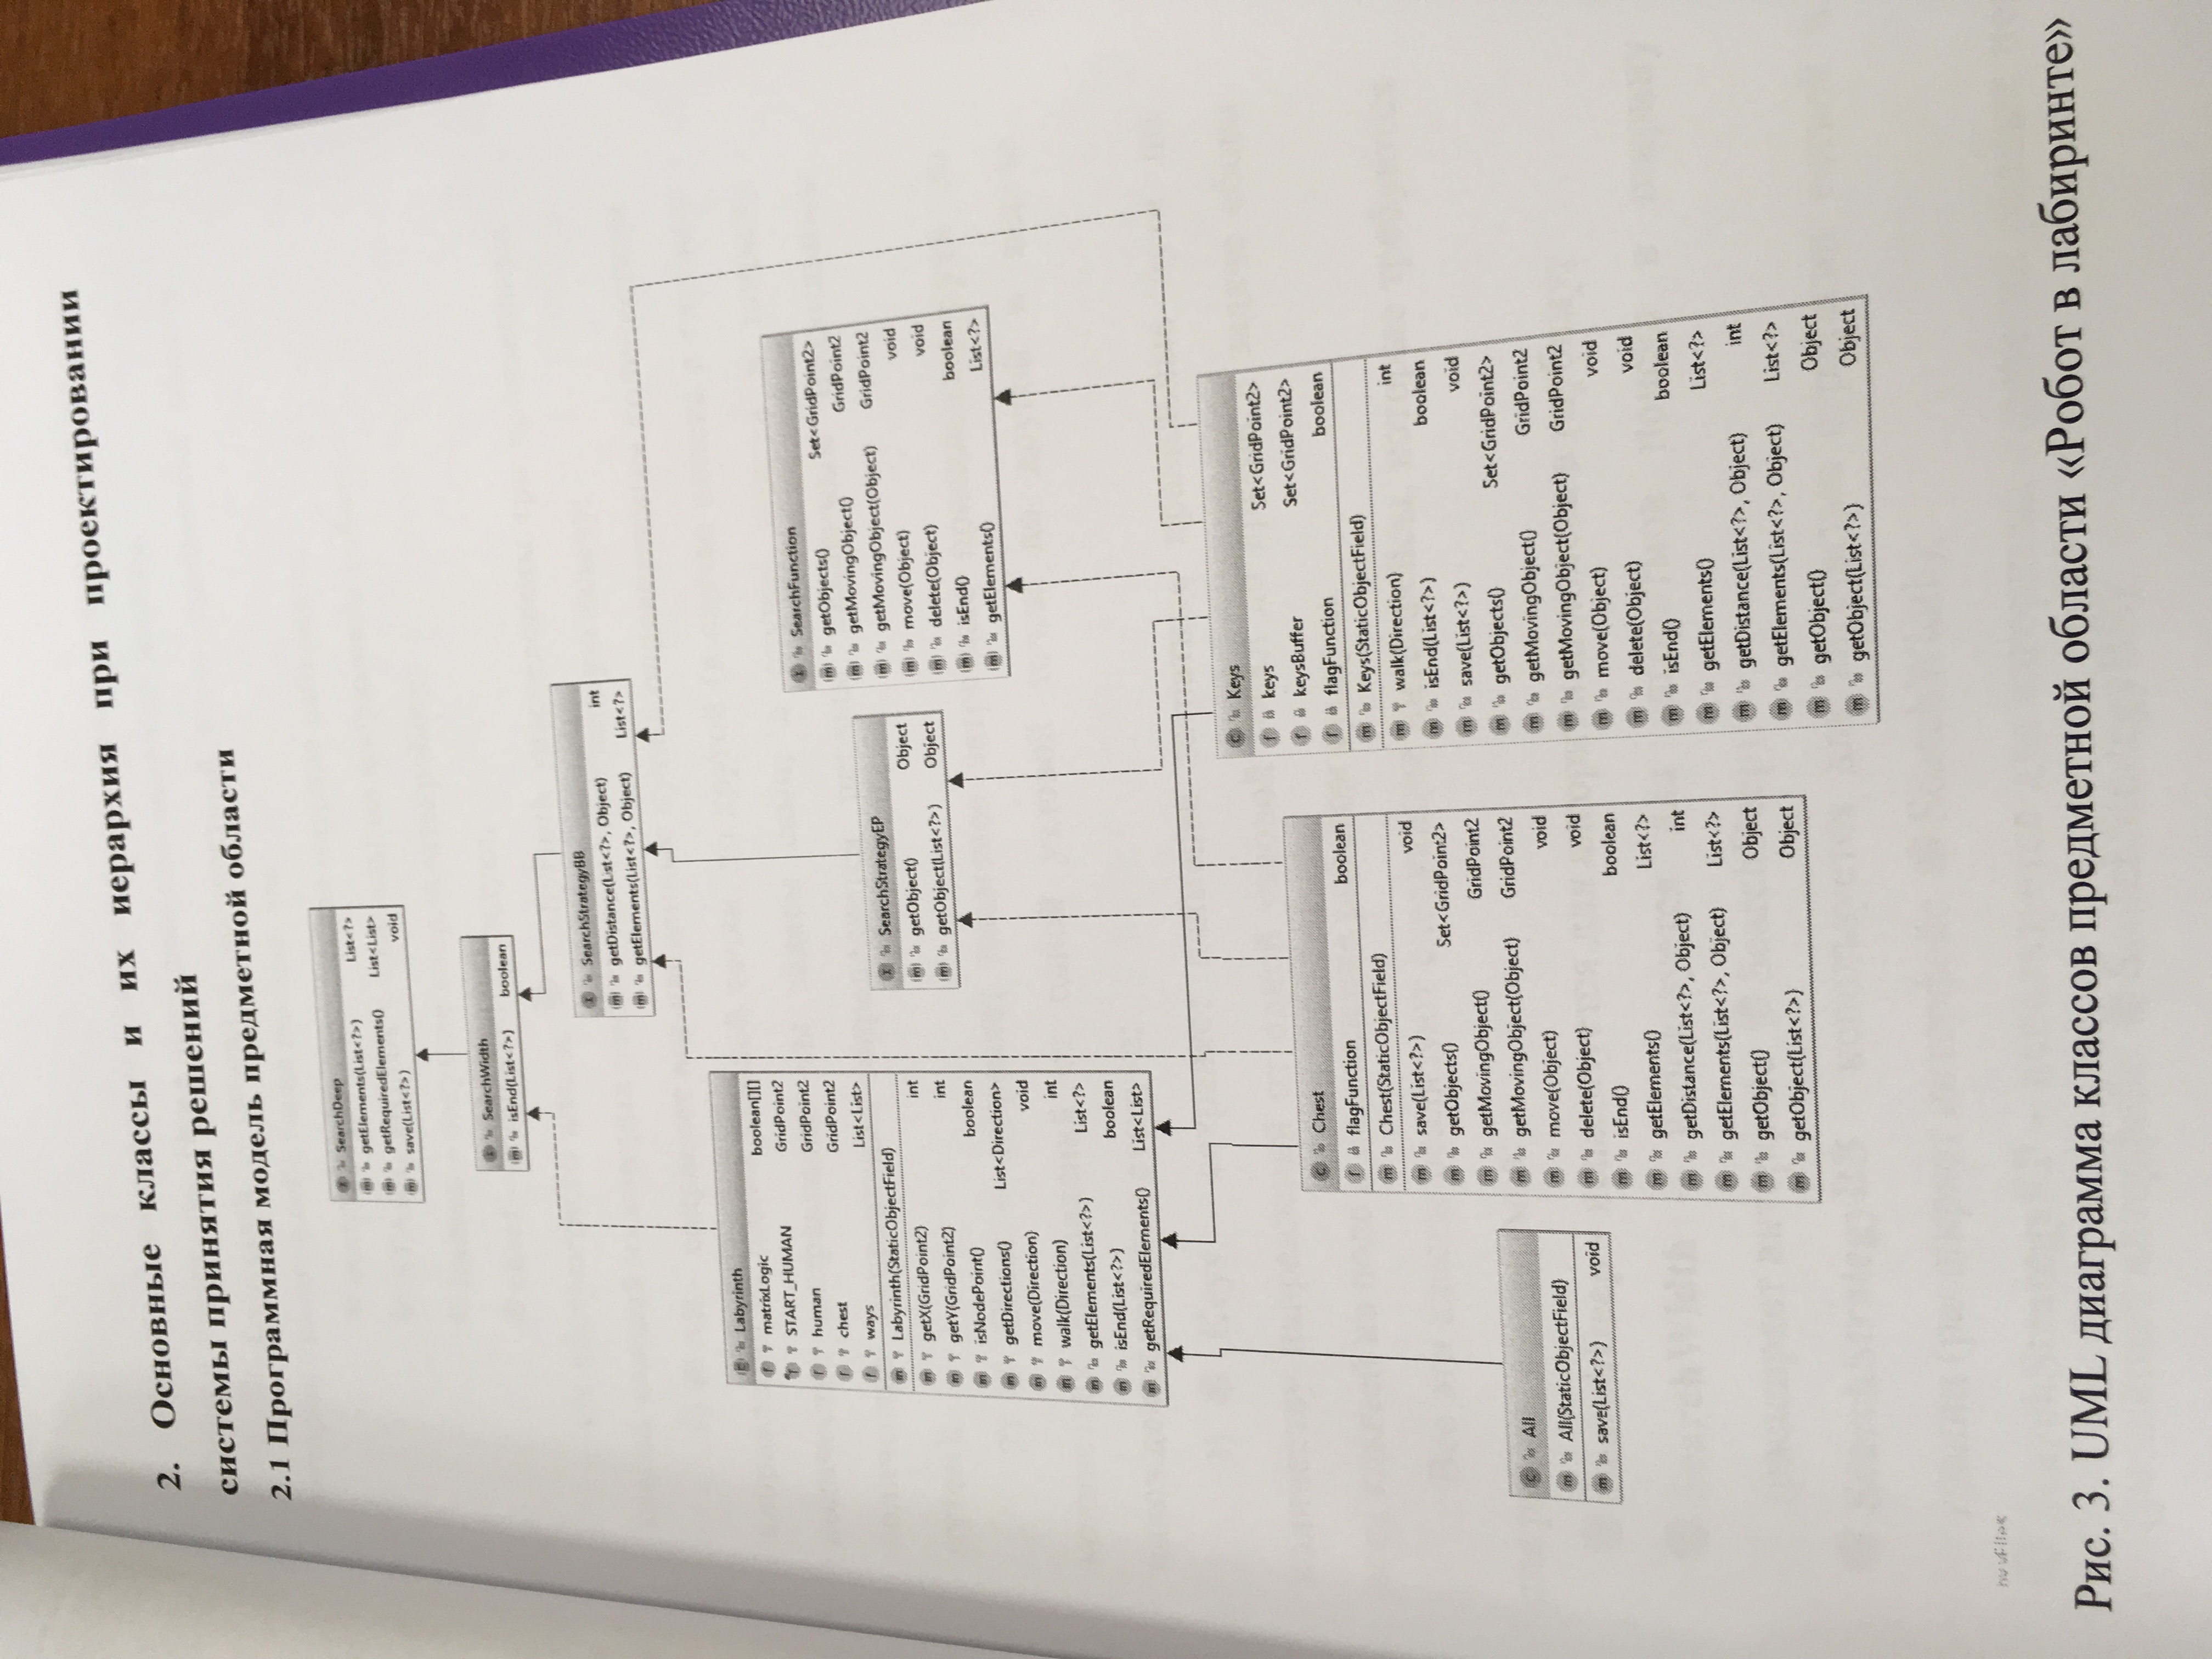 2. Основные классы и их иерархия при проектировании
системы принятия решений
2.1 Программная модель предметной области
SearchDeep
getElements(List<?>) List<?>
getRequiredElements() List<List>
save(List<?>) void
SearchWidth
isEnd(List<?>) boolean
SearchStrategyBB
getDistance(List<?>, Object) int
getElements(List<?>, Object) List<?>
Labyrinth
matrixLogic boolean[][]
START_HUMAN GridPoint2
human GridPoint2
chest GridPoint2
ways List<List>
Labyrinth(StaticObjectField)
getX(GridPoint2) int
getY(GridPoint2) int
isNodePoint() boolean
getDirections() List<Direction>
move(Direction) void
walk(Direction) int
getElements(List<?>) List<?>
isEnd(List<?>) boolean
getRequiredElements() List<List>
SearchStrategyEP
getObject() Object
getObject(List<?>) Object
SearchFunction
getObjects() Set<GridPoint2>
getMovingObject() GridPoint2
getMovingObject(Object) GridPoint2
move(Object) void
delete(Object) void
isEnd() boolean
getElements() List<?>
All
All(StaticObjectField)
save(List<?>) void
Chest
flagFunction boolean
Chest(StaticObjectField)
save(List<?>) void
getObjects() Set<GridPoint2>
getMovingObject() GridPoint2
getMovingObject(Object) GridPoint2
move(Object) void
delete(Object) void
isEnd() boolean
getElements() List<?>
getDistance(List<?>, Object) int
getElements(List<?>, Object) List<?>
getObject() Object
getObject(List<?>) Object
Keys
keys Set<GridPoint2>
keysBuffer Set<GridPoint2>
flagFunction boolean
Keys(StaticObjectField)
walk(Direction) int
isEnd(List<?>) boolean
save(List<?>) void
getObjects() Set<GridPoint2>
getMovingObject() GridPoint2
getMovingObject(Object) GridPoint2
move(Object) void
delete(Object) void
isEnd() boolean
getElements() List<?>
getDistance(List<?>, Object) int
getElements(List<?>, Object) List<?>
getObject() Object
getObject(List<?>) Object
Рис. 3. UML диаграмма классов предметной области «Робот в лабиринте»